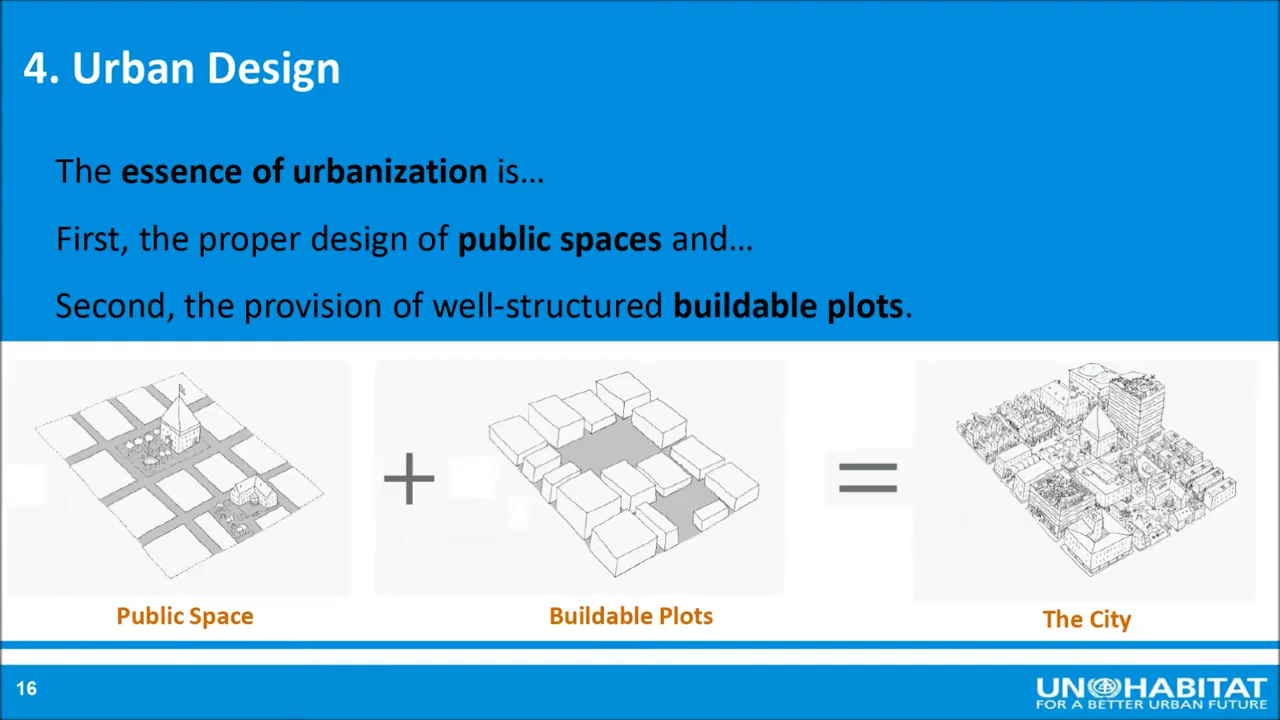 4. Urban Design
The essence of urbanization is…
First, the proper design of public spaces and…
Second, the provision of well-structured buildable plots.
+
=
Public Space
Buildable Plots
The City
16
UN HABITAT
FOR A BETTER URBAN FUTURE